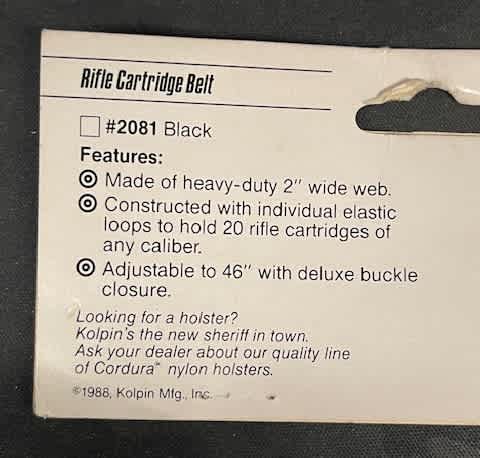 Rifle Cartridge Belt
#2081 Black
Features:
Made of heavy-duty 2" wide web.
Constructed with individual elastic
loops to hold 20 rifle cartridges of
any caliber.
Adjustable to 46" with deluxe buckle
closure.
Looking for a holster?
Kolpin's the new sheriff in town.
Ask your dealer about our quality line
of Cordura™ nylon holsters.
©1988, Kolpin Mfg., Inc.